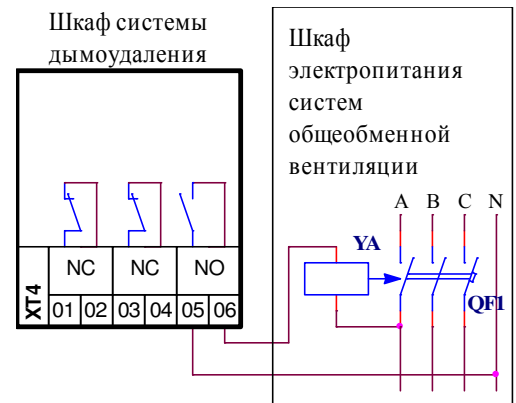 Шкаф системы
дымоудаления
Шкаф
электропитания
систем
общеобменной
вентиляции
A B C N
YA
QF1
NC NC NO
XT4
01 02 03 04 05 06